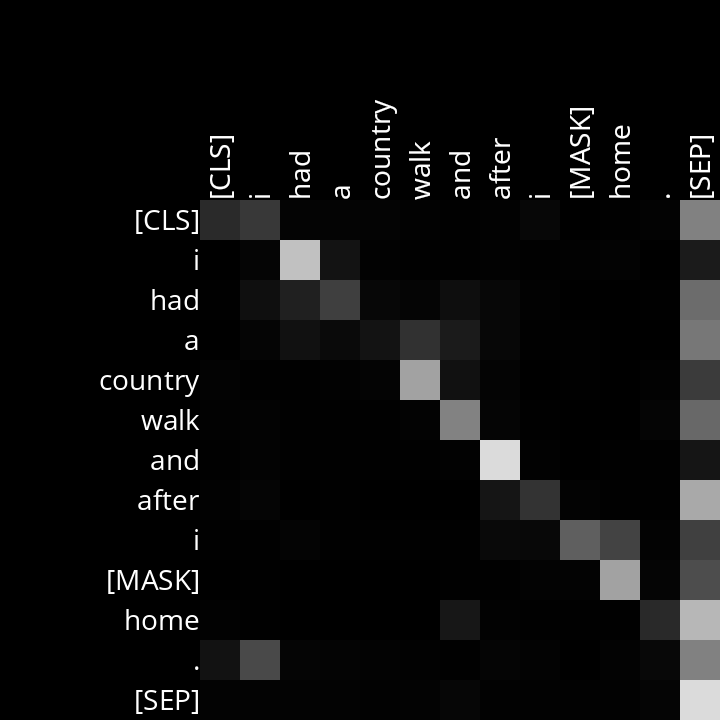 [CLS] i had a country walk and after i [MASK] home . [SEP]
[CLS]
i
had
a
country
walk
and
after
i
[MASK]
home
.
[SEP]